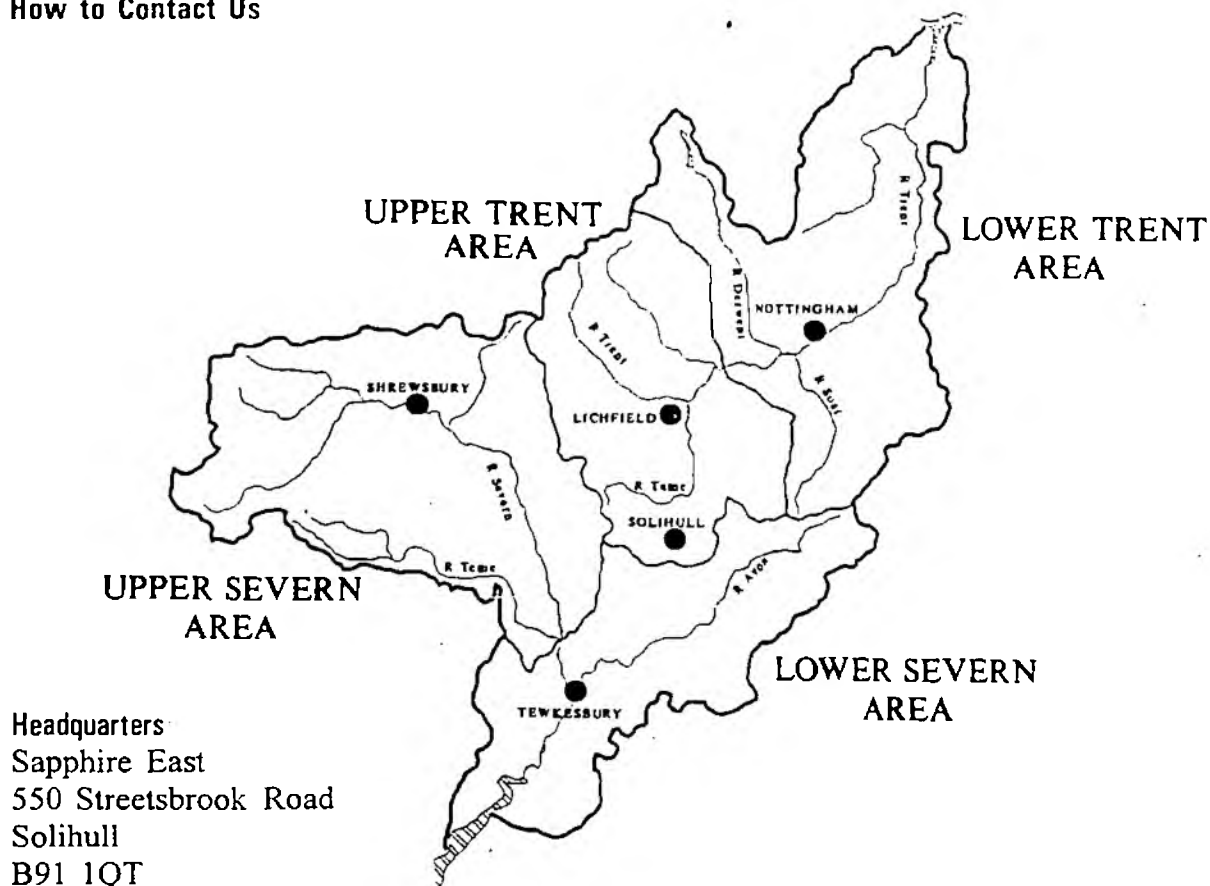 How to Contact Us
UPPER TRENT
AREA
LOWER TRENT
AREA
R Trent
R Derwent
NOTTINGHAM
R Trent
R Soar
SHREWSBURY
LICHFIELD
R Severn
R Tame
SOLIHULL
R Teme
R Avon
UPPER SEVERN
AREA
LOWER SEVERN
AREA
TEWKESBURY
Headquarters
Sapphire East
550 Streetsbrook Road
Solihull
B91 1QT